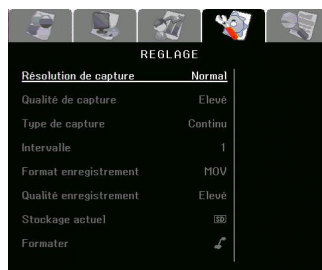 REGLAGE
Résolution de capture Normal
Qualité de capture Elevé
Type de capture Continu
Intervalle 1
Format enregistrement MOV
Qualité enregistrement Elevé
Stockage actuel SD
Formater